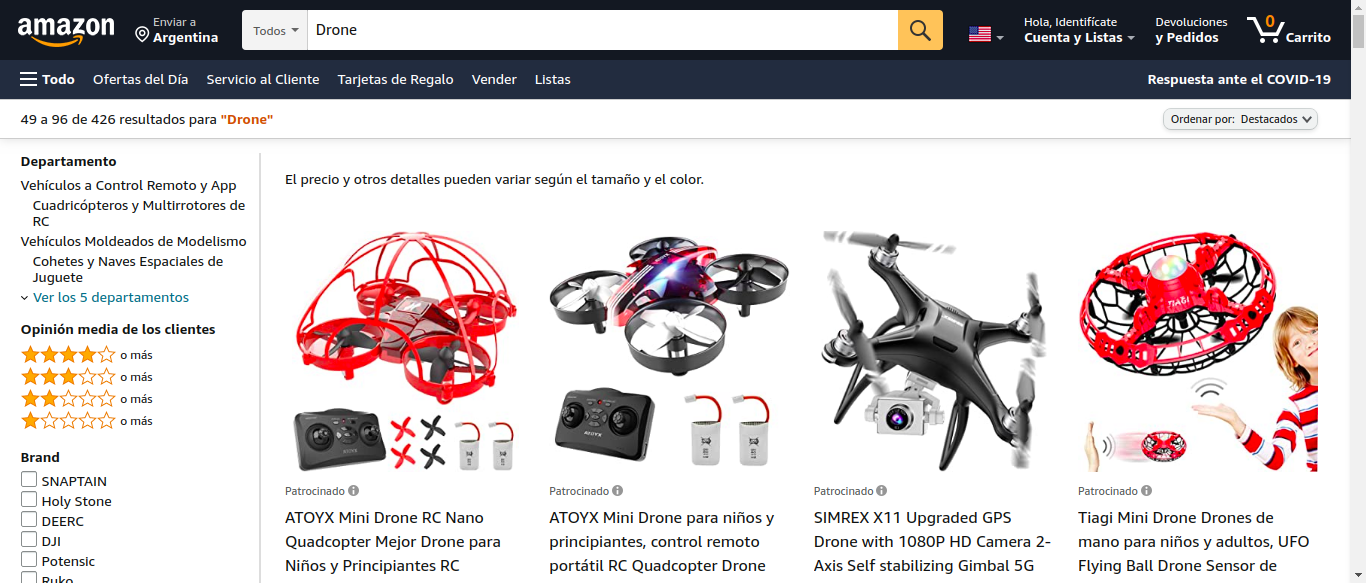 amazon
Enviar a
Argentina
Todos
Drone
Hola, Identifícate
Cuenta y Listas
Devoluciones
y Pedidos
0
Carrito
Todo
Ofertas del Día
Servicio al Cliente
Tarjetas de Regalo
Vender
Listas
Respuesta ante el COVID-19
49 a 96 de 426 resultados para "Drone"
Ordenar por: Destacados
Departamento
Vehículos a Control Remoto y App
Cuadricópteros y Multirrotores de
RC
Vehículos Moldeados de Modelismo
Cohetes y Naves Espaciales de
Juguete
Ver los 5 departamentos
Opinión media de los clientes
o más
o más
o más
o más
Brand
SNAPTAIN
Holy Stone
DEERC
DJI
Potensic
Ruko
El precio y otros detalles pueden variar según el tamaño y el color.
ATOYX
Patrocinado
ATOYX Mini Drone RC Nano
Quadcopter Mejor Drone para
Niños y Principiantes RC
ATOYX
Patrocinado
ATOYX Mini Drone para niños y
principiantes, control remoto
portátil RC Quadcopter Drone
Patrocinado
SIMREX X11 Upgraded GPS
Drone with 1080P HD Camera 2-
Axis Self stabilizing Gimbal 5G
TIAGI
Patrocinado
Tiagi Mini Drone Drones de
mano para niños y adultos, UFO
Flying Ball Drone Sensor de